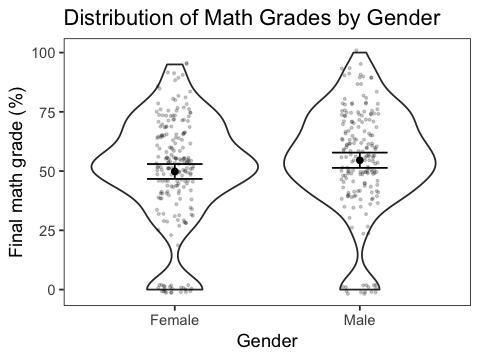 Distribution of Math Grades by Gender
Final math grade (%)
100
75
50
25
0
Female
Male
Gender